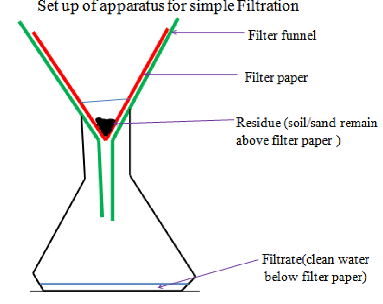 Set up of apparatus for simple Filtration
Filter funnel
Filter paper
Residue (soil/sand remain
above filter paper )
Filtrate(clean water
below filter paper)